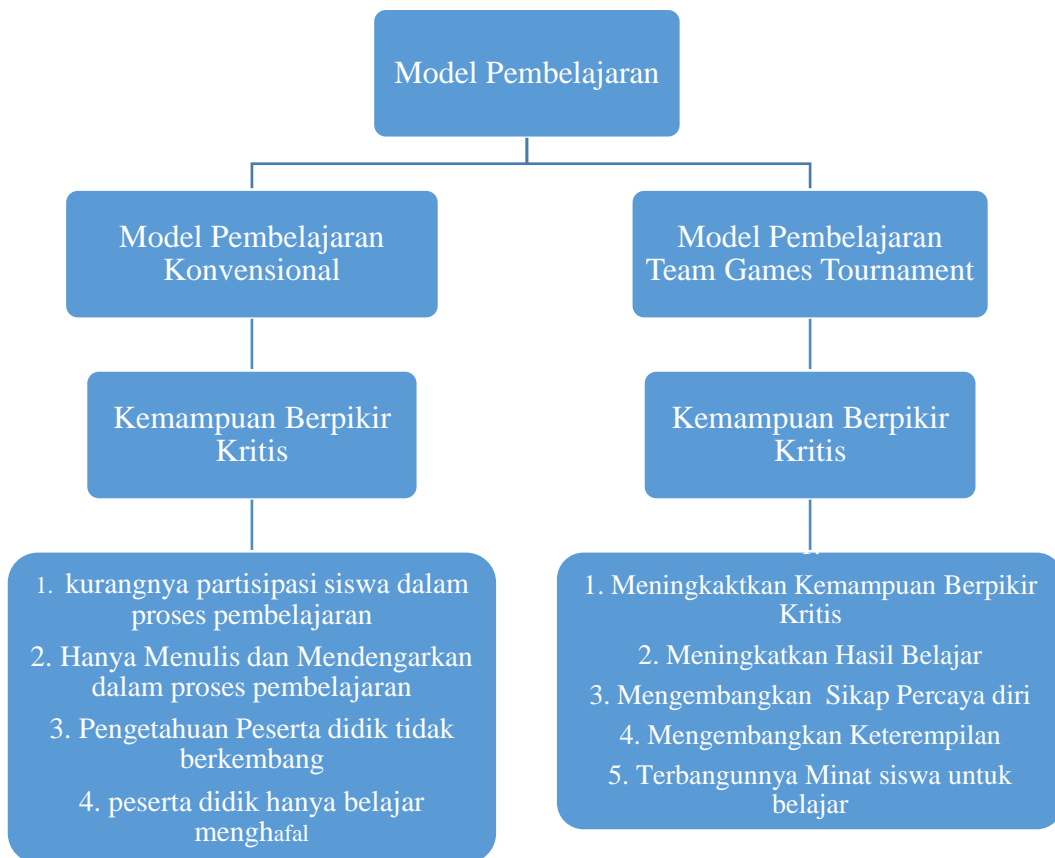 Model Pembelajaran
Model Pembelajaran
Konvensional
Model Pembelajaran
Team Games Tournament
Kemampuan Berpikir
Kritis
Kemampuan Berpikir
Kritis
1. kurangnya partisipasi siswa dalam
proses pembelajaran
2. Hanya Menulis dan Mendengarkan
dalam proses pembelajaran
3. Pengetahuan Peserta didik tidak
berkembang
4. peserta didik hanya belajar
menghafal
1. Meningkaktkan Kemampuan Berpikir
Kritis
2. Meningkatkan Hasil Belajar
3. Mengembangkan Sikap Percaya diri
4. Mengembangkan Keterempilan
5. Terbangunnya Minat siswa untuk
belajar